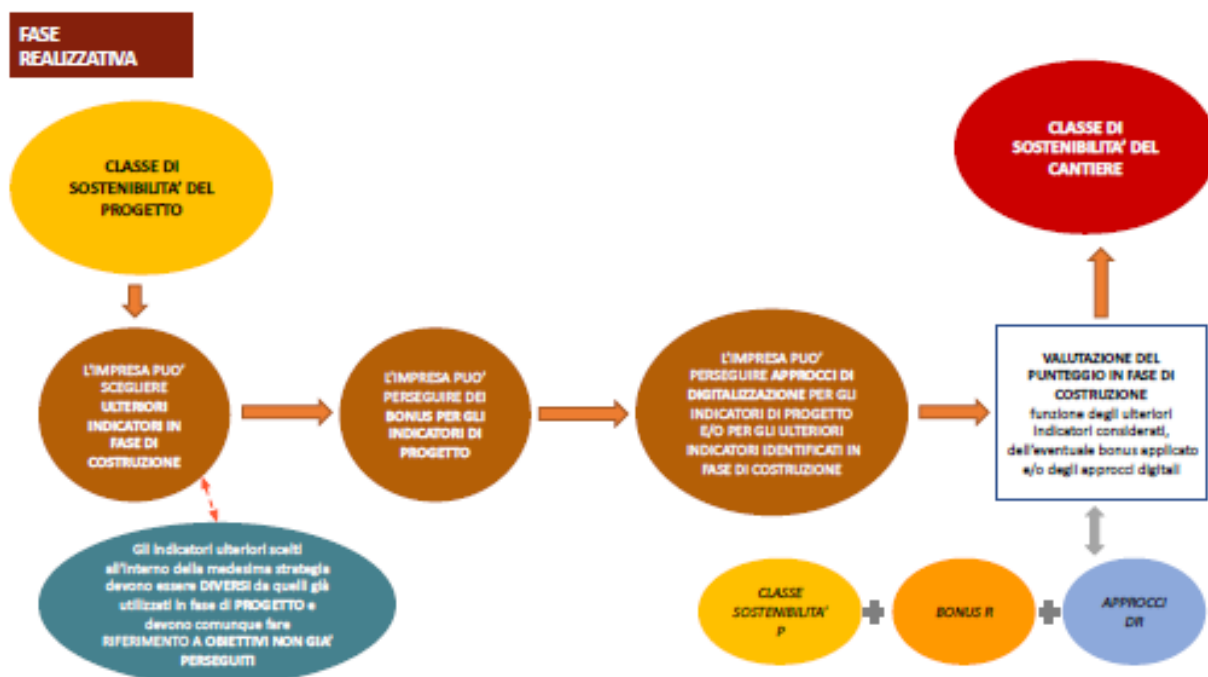 FASE
REALIZZATIVA
CLASSE DI
SOSTENIBILITA' DEL
PROGETTO
CLASSE DI
SOSTENIBILITA' DEL
CANTIERE
L'IMPRESA PUO'
SCEGLIERE
ULTERIORI
INDICATORI IN
FASE DI
COSTRUZIONE
L'IMPRESA PUO'
PERSEGUIRE DEI
BONUS PER GLI
INDICATORI DI
PROGETTO
L'IMPRESA PUO'
PERSEGUIRE APPROCCI DI
DIGITALIZZAZIONE PER GLI
INDICATORI DI PROGETTO
E/O PER GLI ULTERIORI
INDICATORI IDENTIFICATI IN
FASE DI COSTRUZIONE
VALUTAZIONE DEL
PUNTEGGIO IN FASE DI
COSTRUZIONE
funzione degli ulteriori
indicatori considerati,
dell'eventuale bonus applicato
e/o degli approcci digitali
Gli indicatori ulteriori scelti
all'interno della medesima strategia
devono essere DIVERSI da quelli già
utilizzati in fase di PROGETTO e
devono comunque fare
RIFERIMENTO A OBIETTIVI NON GIA'
PERSEGUITI
CLASSE
SOSTENIBILITA'
P
BONUS R
APPROCCI
DR